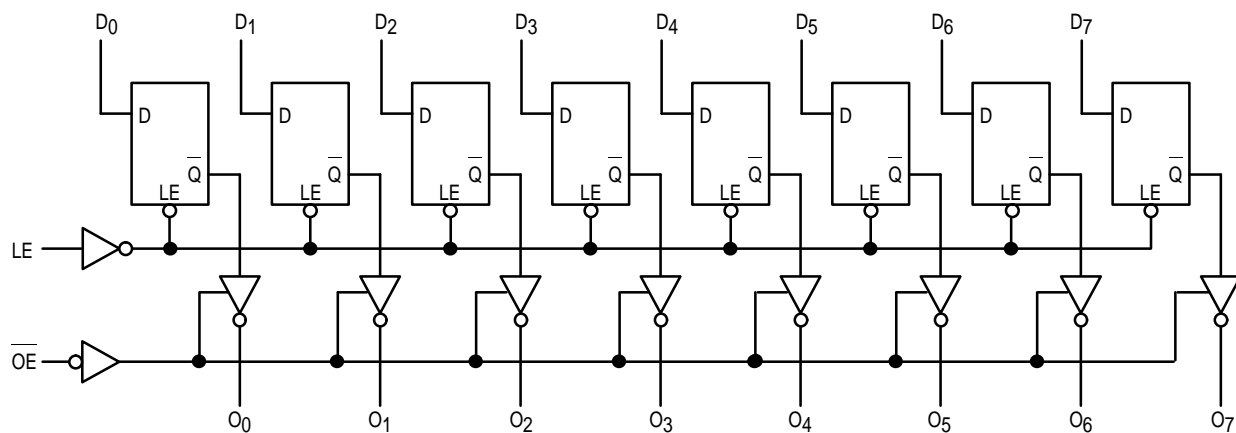 D0 D1 D2 D3 D4 D5 D6 D7
D D D D D D D D
Q̅ Q̅ Q̅ Q̅ Q̅ Q̅ Q̅ Q̅
LE LE LE LE LE LE LE LE
LE
O̅E̅
O0 O1 O2 O3 O4 O5 O6 O7